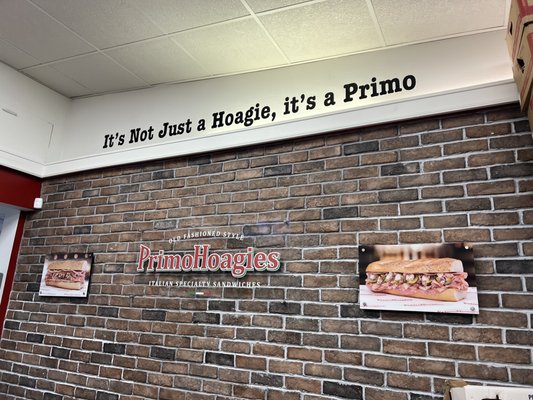 It's Not Just a Hoagie, it's a Primo
OLD FASHIONED STYLE
PrimoHoagies
ITALIAN SPECIALTY SANDWICHES